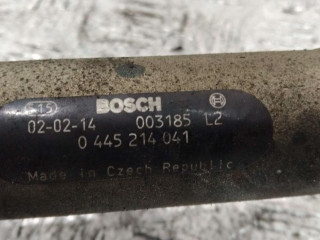 BOSCH
02-02-14 003185 L2
0 445 214 041
Made in Czech Republic